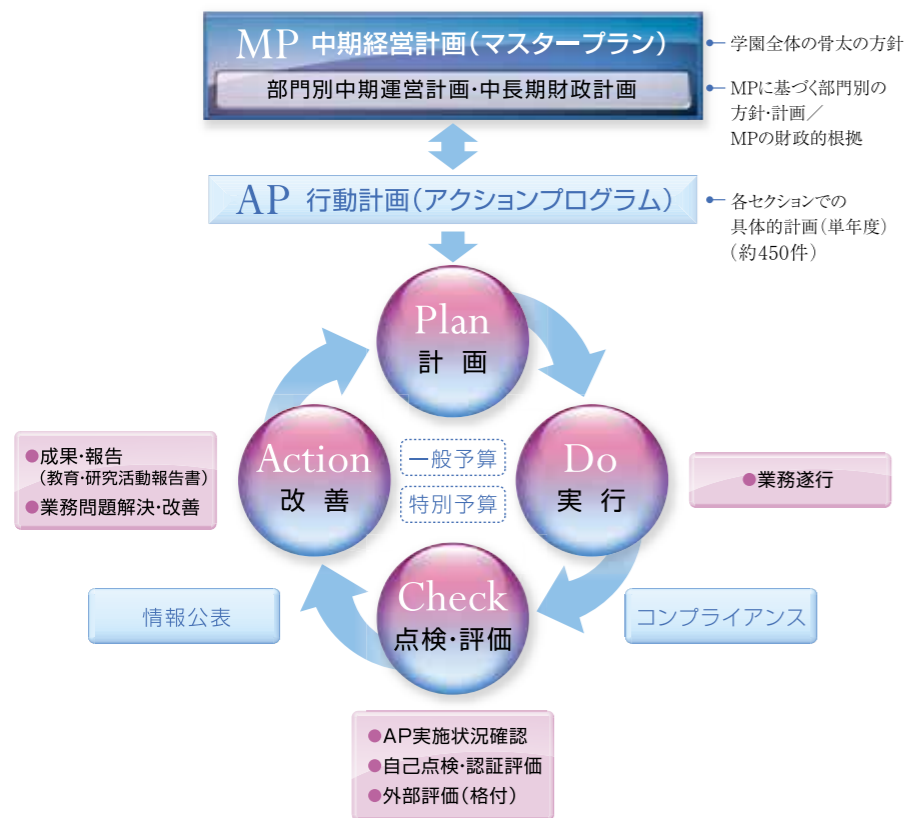 MP 中期経営計画(マスタープラン)
学園全体の骨太の方針
部門別中期運営計画・中長期財政計画
MPに基づく部門別の
方針・計画／
MPの財政的根拠
AP 行動計画(アクションプログラム)
各セクションでの
具体的計画(単年度)
(約450件)
Plan
計 画
Action
改 善
一般予算
特別予算
Do
実 行
●成果・報告
(教育・研究活動報告書)
●業務問題解決・改善
●業務遂行
Check
点検・評価
情報公表
コンプライアンス
●AP実施状況確認
●自己点検・認証評価
●外部評価(格付)